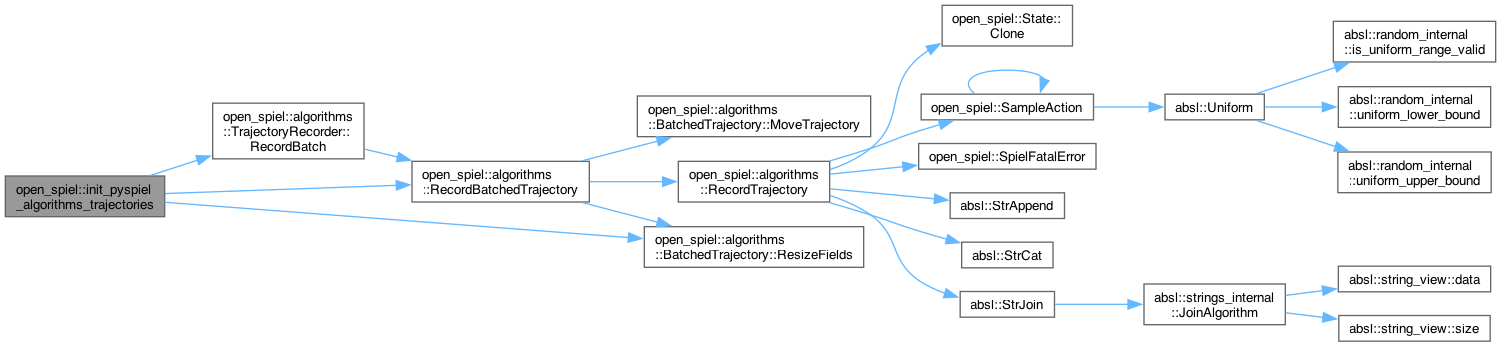 open_spiel::init_pyspiel
_algorithms_trajectories
open_spiel::algorithms
::TrajectoryRecorder::
RecordBatch
open_spiel::algorithms
::RecordBatchedTrajectory
open_spiel::algorithms
::BatchedTrajectory::MoveTrajectory
open_spiel::algorithms
::RecordTrajectory
open_spiel::algorithms
::BatchedTrajectory::ResizeFields
open_spiel::State::
Clone
open_spiel::SampleAction
open_spiel::SpielFatalError
absl::StrAppend
absl::StrCat
absl::StrJoin
absl::Uniform
absl::strings_internal
::JoinAlgorithm
absl::random_internal
::is_uniform_range_valid
absl::random_internal
::uniform_lower_bound
absl::random_internal
::uniform_upper_bound
absl::string_view::data
absl::string_view::size